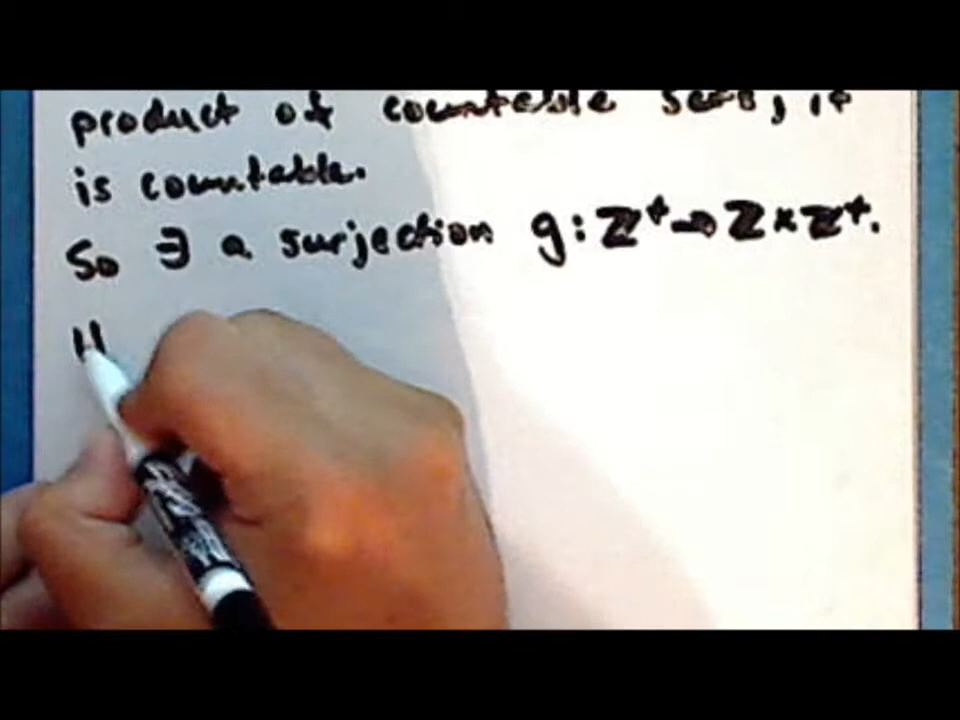 product of countable sets, it
is countable.
So ∃ a surjection g: ℤ⁺→ ℤ×ℤ⁺.